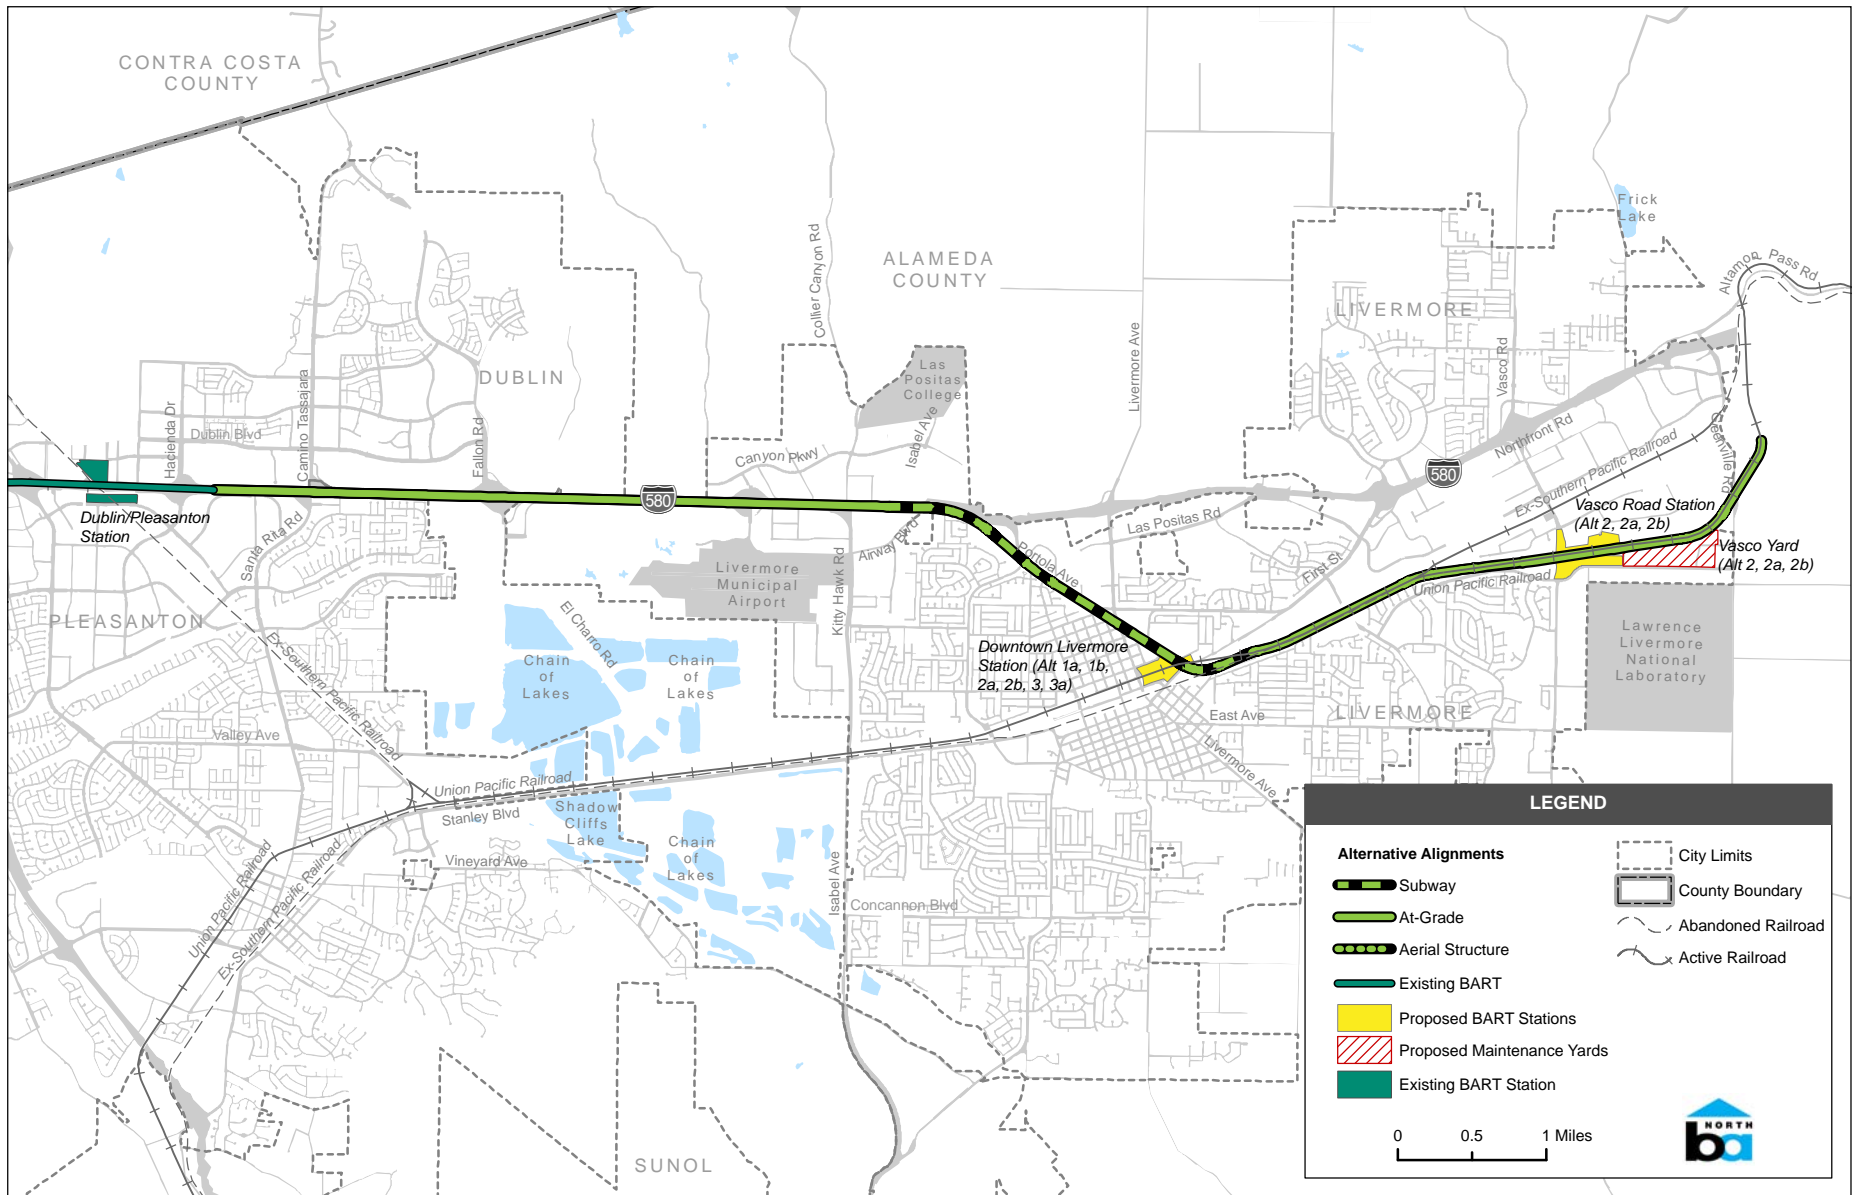 CONTRA COSTA
COUNTY
ALAMEDA
COUNTY
Frick
Lake
Altamont Pass Rd
LIVERMORE
Collier Canyon Rd
Livermore Ave
Vasco Rd
DUBLIN
Las
Positas
College
Hacienda Dr
Dublin Blvd
Camino Tassajara
Fallon Rd
Canyon Pkwy
Isabel Ave
Northfront Rd
Ex-Southern Pacific Railroad
Greenville Rd
580
580
Dublin/Pleasanton
Station
Santa Rita Rd
Airway Blvd
Las Positas Rd
Portola Ave
First St
Vasco Road Station
(Alt 2, 2a, 2b)
Vasco Yard
(Alt 2, 2a, 2b)
Union Pacific Railroad
Livermore
Municipal
Airport
Kitty Hawk Rd
El Charro Rd
PLEASANTON
Ex-Southern Pacific Railroad
Chain
of
Lakes
Chain
of
Lakes
Downtown Livermore
Station (Alt 1a, 1b,
2a, 2b, 3, 3a)
Lawrence
Livermore
National
Laboratory
East Ave
LIVERMORE
Livermore Ave
Valley Ave
Union Pacific Railroad
Stanley Blvd
Shadow
Cliffs
Lake
Chain
of
Lakes
Vineyard Ave
Union Pacific Railroad
Ex-Southern Pacific Railroad
Isabel Ave
Concannon Blvd
SUNOL
LEGEND
Alternative Alignments
Subway
At-Grade
Aerial Structure
Existing BART
Proposed BART Stations
Proposed Maintenance Yards
Existing BART Station
City Limits
County Boundary
Abandoned Railroad
Active Railroad
0 0.5 1 Miles
NORTH
ba